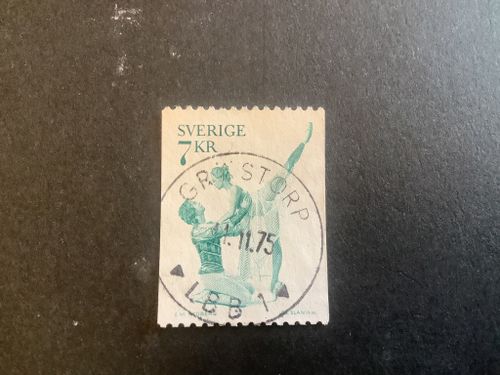 SVERIGE
7 KR
GRÄSTORP
11.75
LBB 1